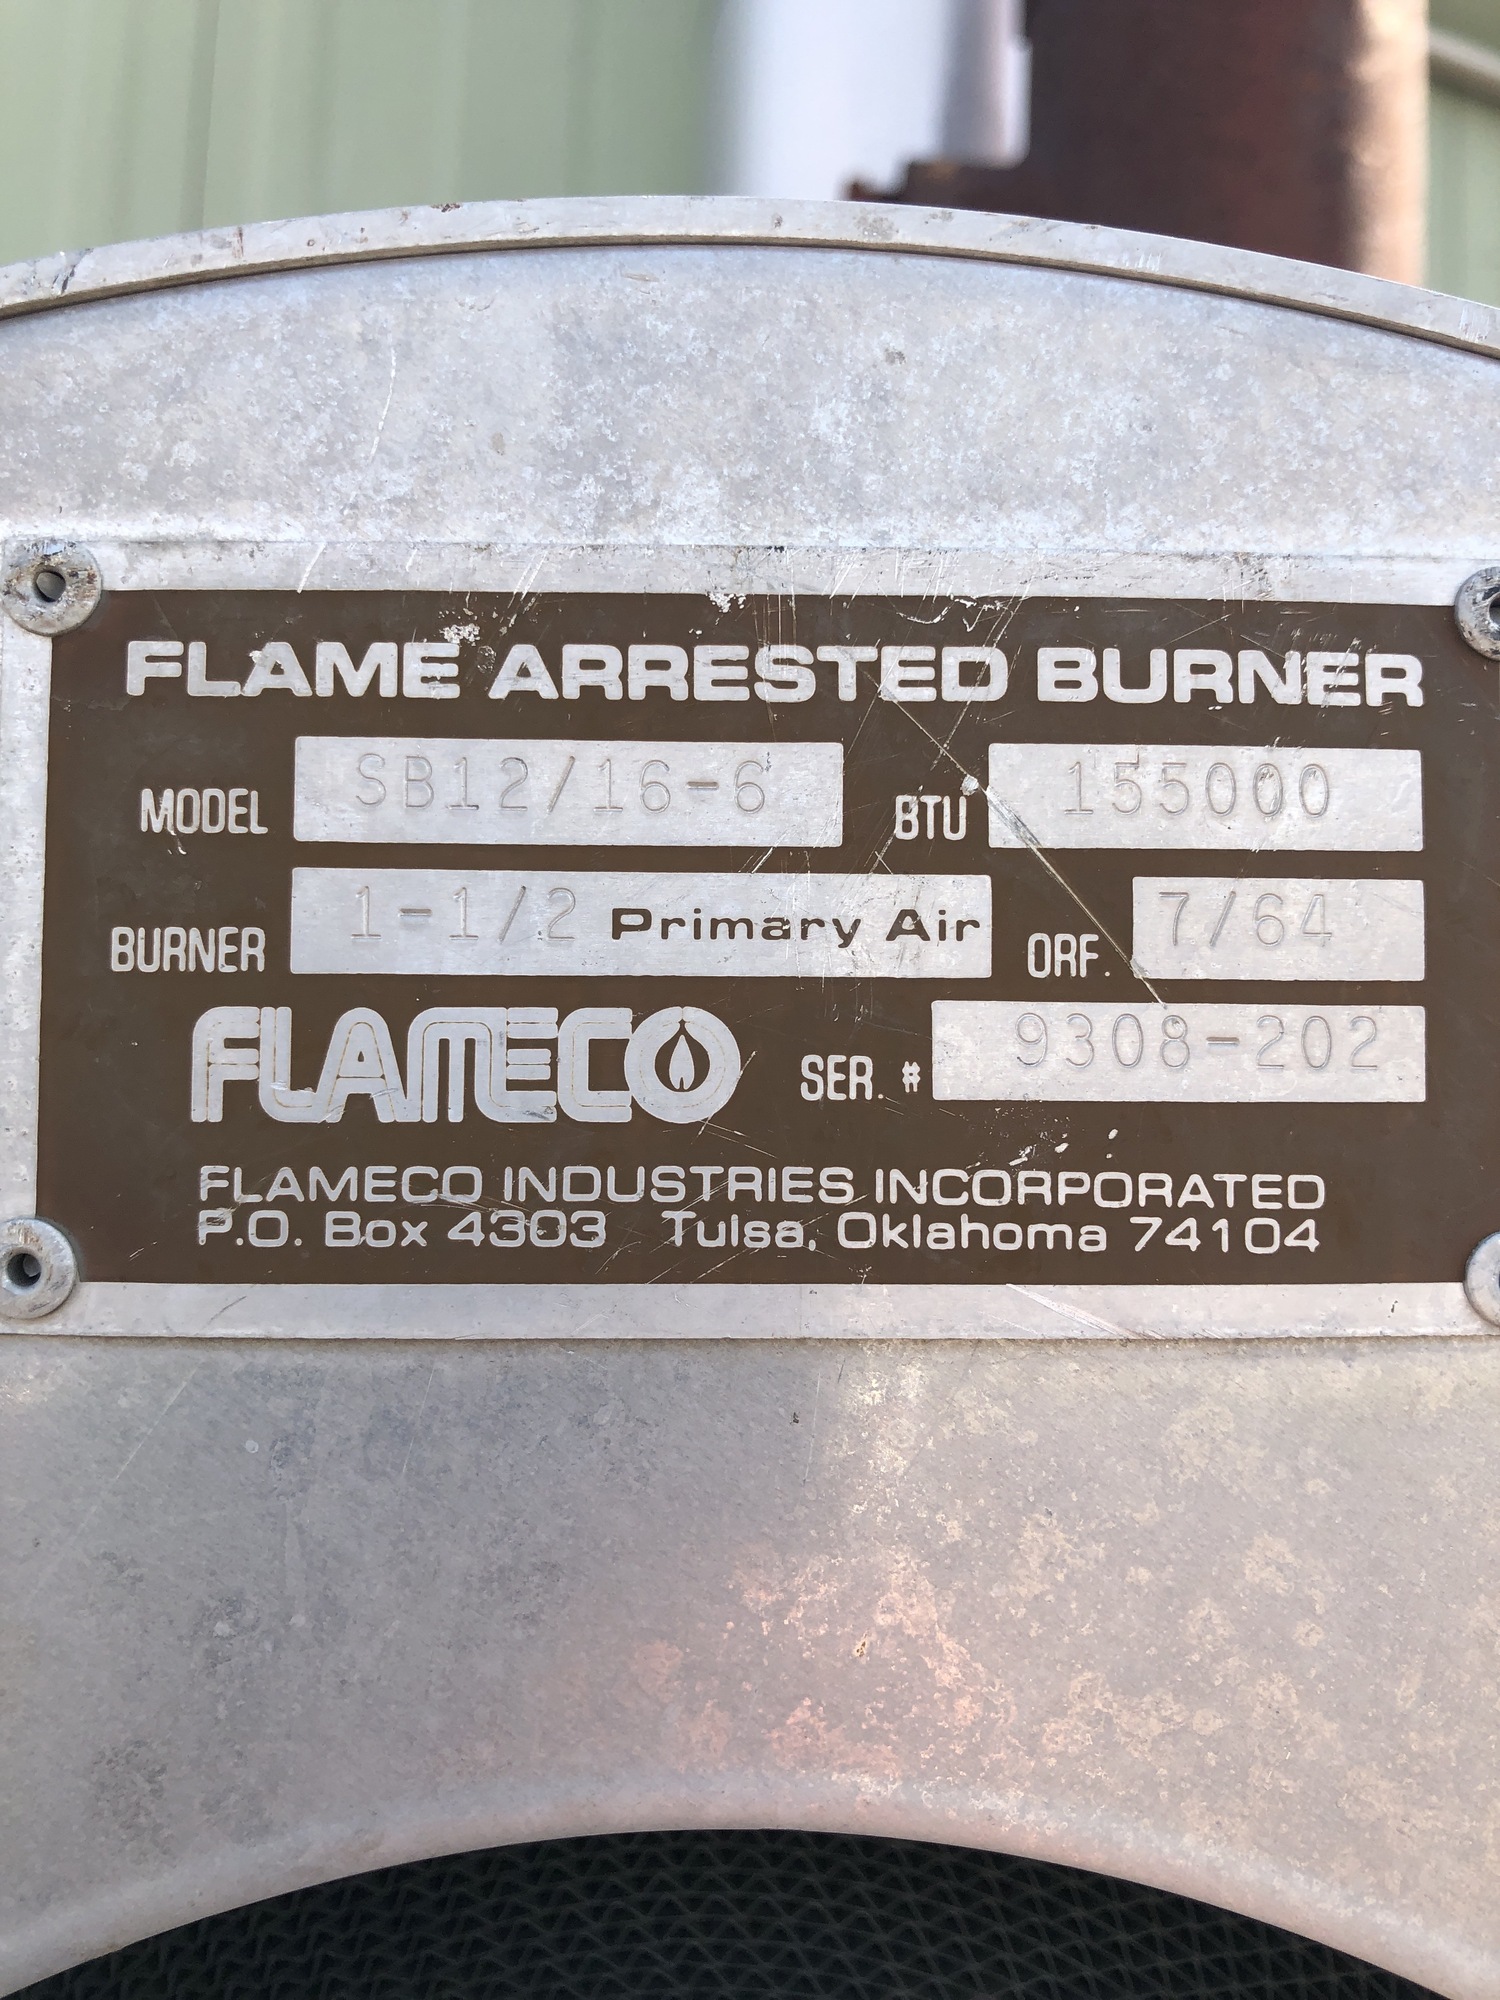 FLAME ARRESTED BURNER
MODEL SB12/16-6 BTU 155000
BURNER 1-1/2 Primary Air ORF. 7/64
FLAMECO SER. # 9308-202
FLAMECO INDUSTRIES INCORPORATED
P.O. Box 4303 Tulsa, Oklahoma 74104